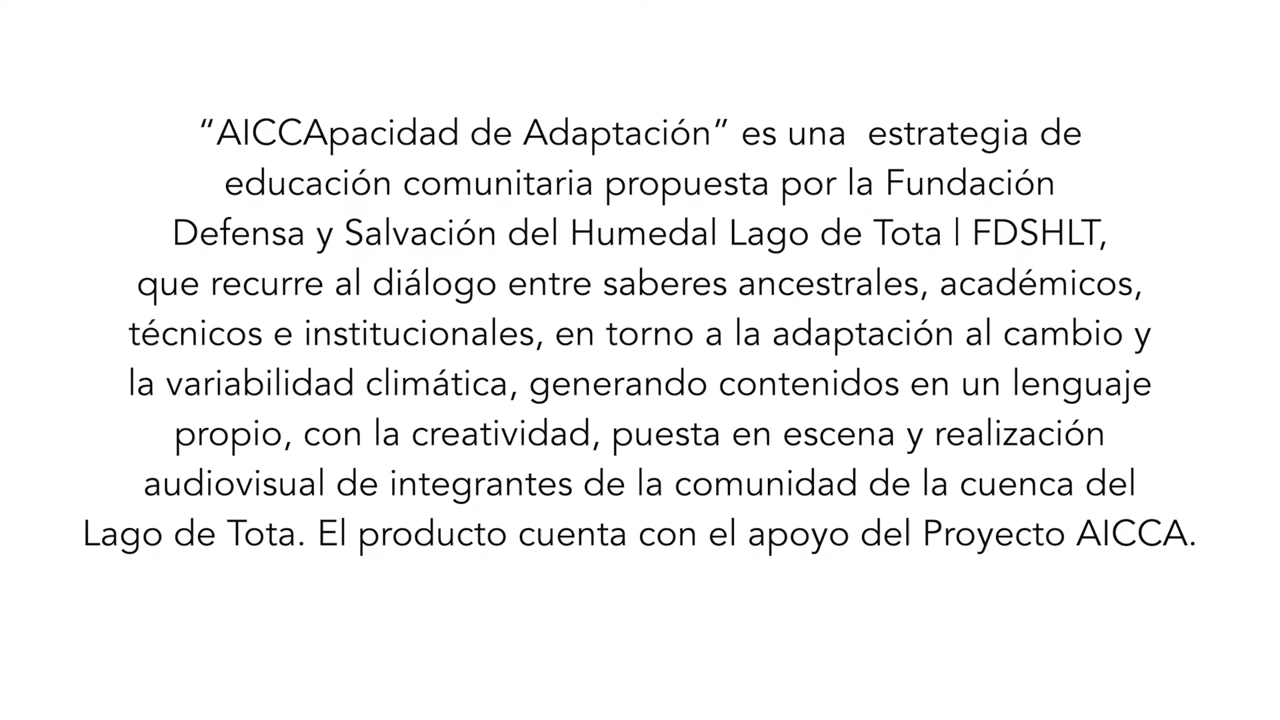 “AICCApacidad de Adaptación” es una  estrategia de
educación comunitaria propuesta por la Fundación
Defensa y Salvación del Humedal Lago de Tota | FDSHLT,
que recurre al diálogo entre saberes ancestrales, académicos,
técnicos e institucionales, en torno a la adaptación al cambio y
la variabilidad climática, generando contenidos en un lenguaje
propio, con la creatividad, puesta en escena y realización
audiovisual de integrantes de la comunidad de la cuenca del
Lago de Tota. El producto cuenta con el apoyo del Proyecto AICCA.